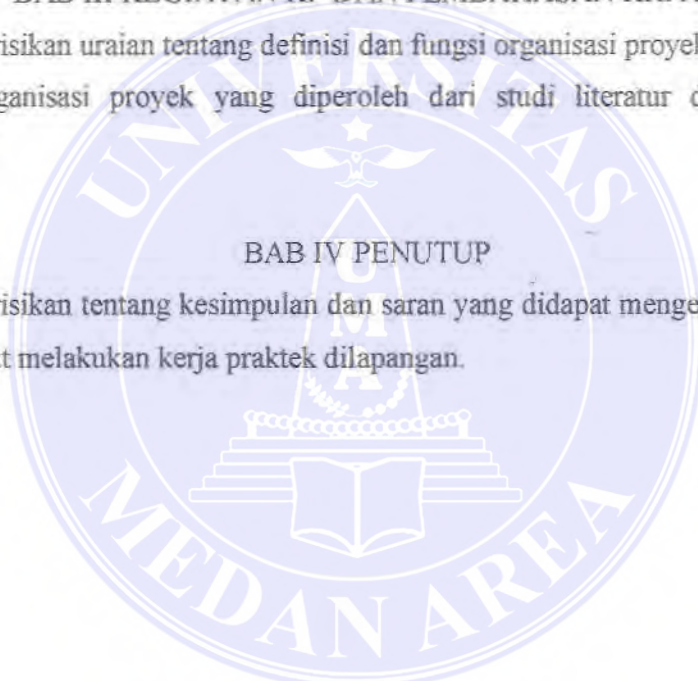 risikan uraian tentang definisi dan fungsi organisasi proyek
ganisasi proyek yang diperoleh dari studi literatur d
BAB IV PENUTUP
risikan tentang kesimpulan dan saran yang didapat menge
t melakukan kerja praktek dilapangan.
UNIVERSITAS
UMA
MEDAN AREA